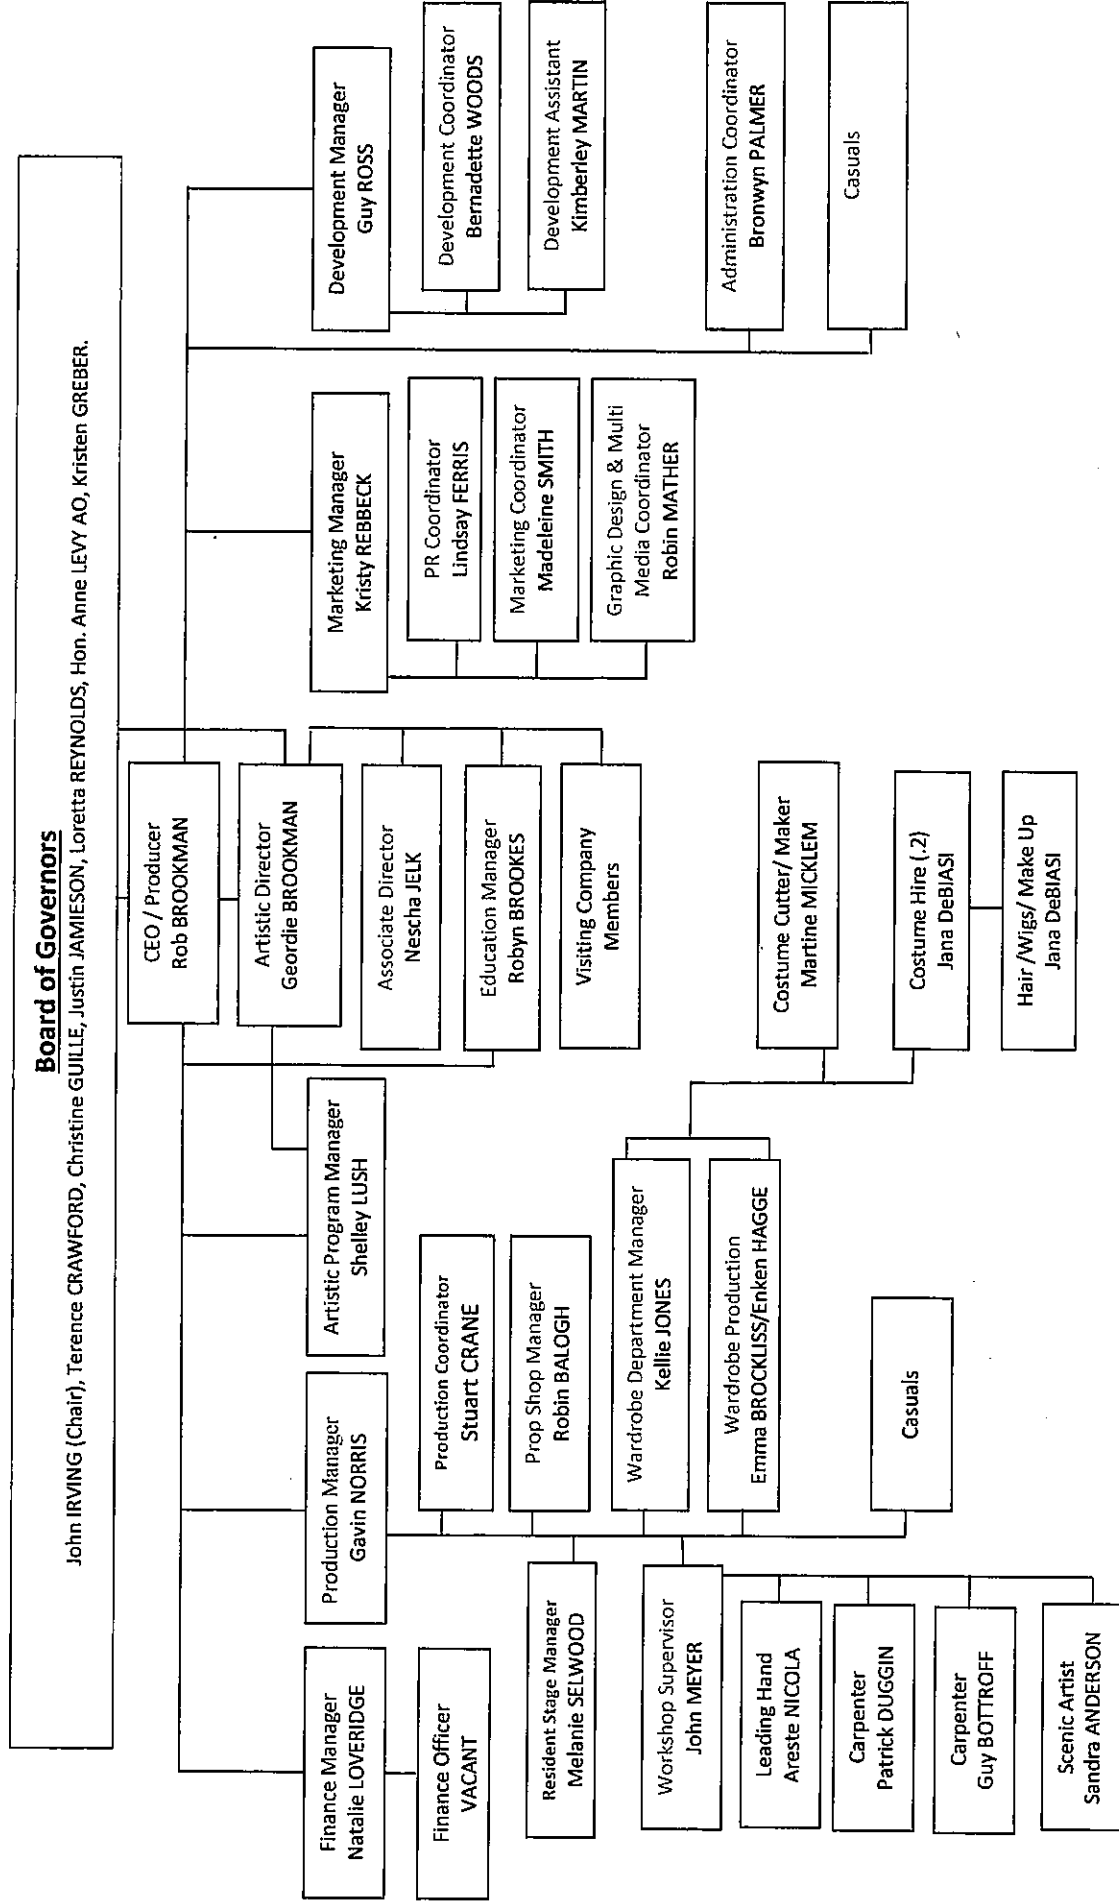 Board of Governors
John IRVING (Chair), Terence CRAWFORD, Christine GUILLE, Justin JAMIESON, Loretta REYNOLDS, Hon. Anne LEVY AO, Kristen GREBER.
CEO / Producer
Rob BROOKMAN
Artistic Director
Geordie BROOKMAN
Associate Director
Nescha JELK
Education Manager
Robyn BROOKES
Visiting Company
Members
Finance Manager
Natalie LOVERIDGE
Finance Officer
VACANT
Production Manager
Gavin NORRIS
Production Coordinator
Stuart CRANE
Prop Shop Manager
Robin BALOGH
Resident Stage Manager
Melanie SELWOOD
Wardrobe Department Manager
Kellie JONES
Wardrobe Production
Emma BROCKLISS/Enken HAGGE
Workshop Supervisor
John MEYER
Leading Hand
Areste NICOLA
Carpenter
Patrick DUGGIN
Carpenter
Guy BOTTROFF
Scenic Artist
Sandra ANDERSON
Casuals
Costume Cutter/ Maker
Martine MICKLEM
Costume Hire (.2)
Jana DeBIASI
Hair /Wigs/ Make Up
Jana DeBIASI
Artistic Program Manager
Shelley LUSH
Marketing Manager
Kristy REBBECK
PR Coordinator
Lindsay FERRIS
Marketing Coordinator
Madeleine SMITH
Graphic Design & Multi
Media Coordinator
Robin MATHER
Development Manager
Guy ROSS
Development Coordinator
Bernadette WOODS
Development Assistant
Kimberley MARTIN
Administration Coordinator
Bronwyn PALMER
Casuals